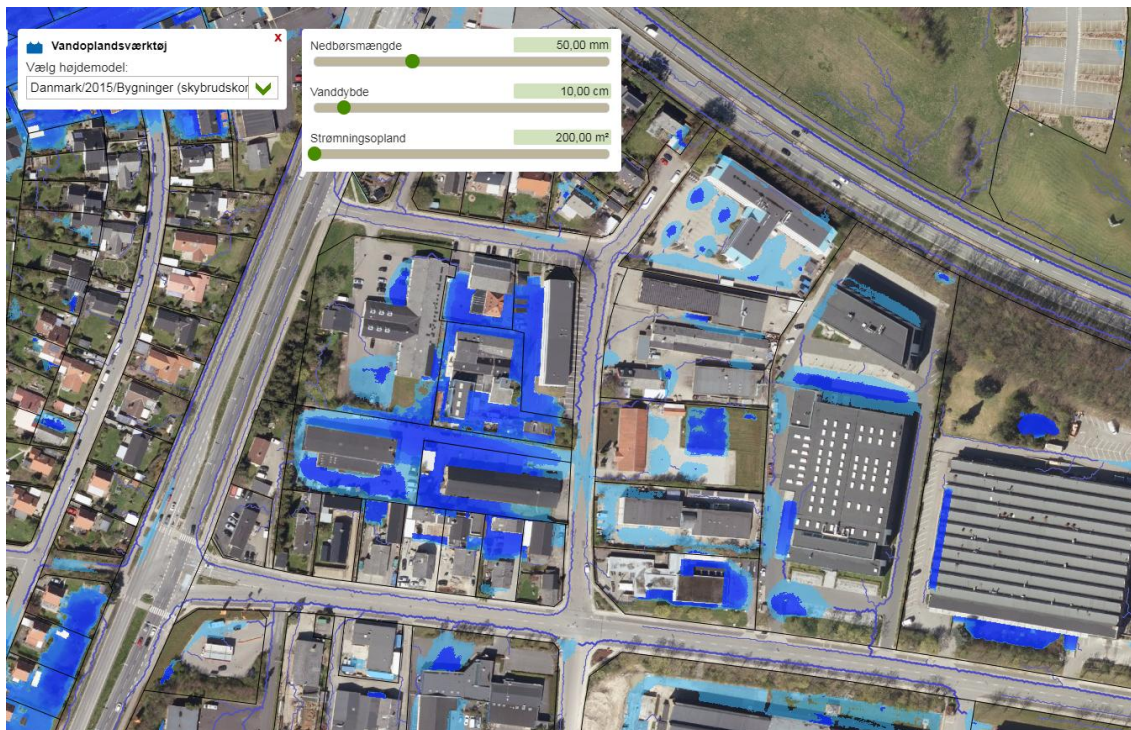 Vandoplandsværktøj
x
Vælg højdemodel:
Danmark/2015/Bygninger (skybrudskor
Nedbørsmængde 50,00 mm
Vanddybde 10,00 cm
Strømningsopland 200,00 m²